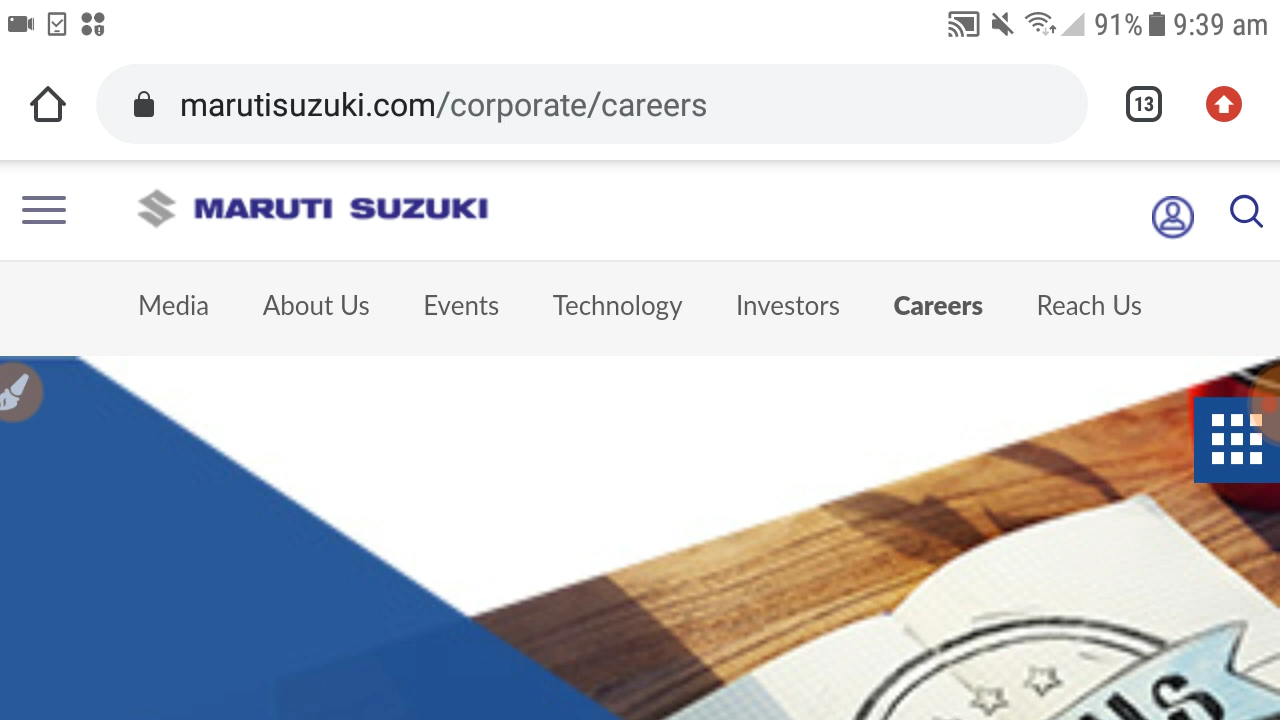 91% 9:39 am
marutisuzuki.com/corporate/careers 13
MARUTI SUZUKI
Media About Us Events Technology Investors Careers Reach Us